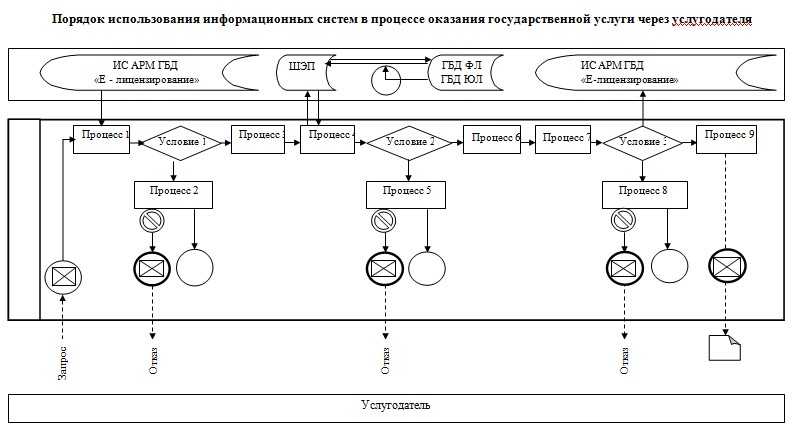 Порядок использования информационных систем в процессе оказания государственной услуги через услугодателя
ИС АРМ ГБД
«Е - лицензирование»
ШЭП
ГБД ФЛ
ГБД ЮЛ
ИС АРМ ГБД
«Е-лицензирование»
Процесс 1
Условие 1
Процесс 3
Процесс 4
Условие 2
Процесс 6
Процесс 7
Условие 3
Процесс 9
Процесс 2
Процесс 5
Процесс 8
Запрос
Отказ
Отказ
Отказ
Услугодатель